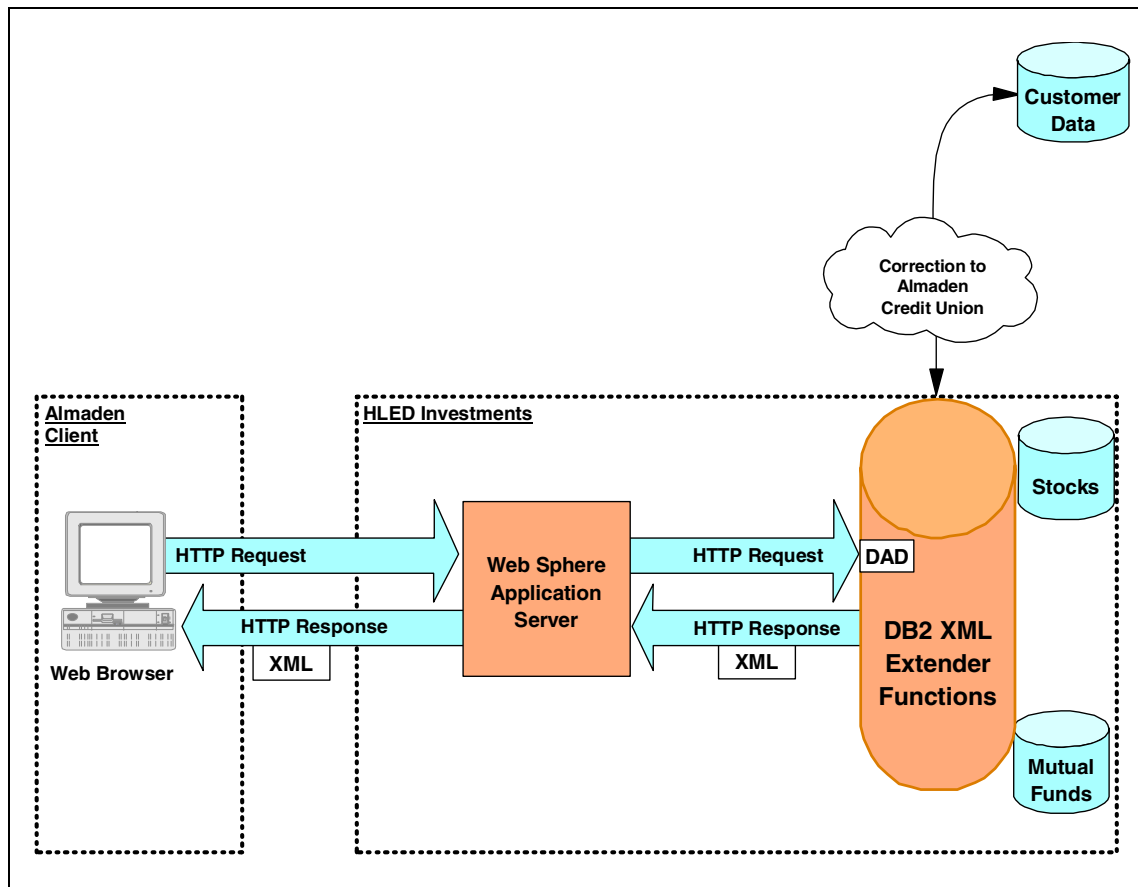 Customer
Data
Correction to
Almaden
Credit Union
Almaden
Client
HLED Investments
Stocks
HTTP Request
HTTP Request
DAD
Web Sphere
Application
Server
HTTP Response
HTTP Response
XML
XML
Web Browser
DB2 XML
Extender
Functions
Mutual
Funds